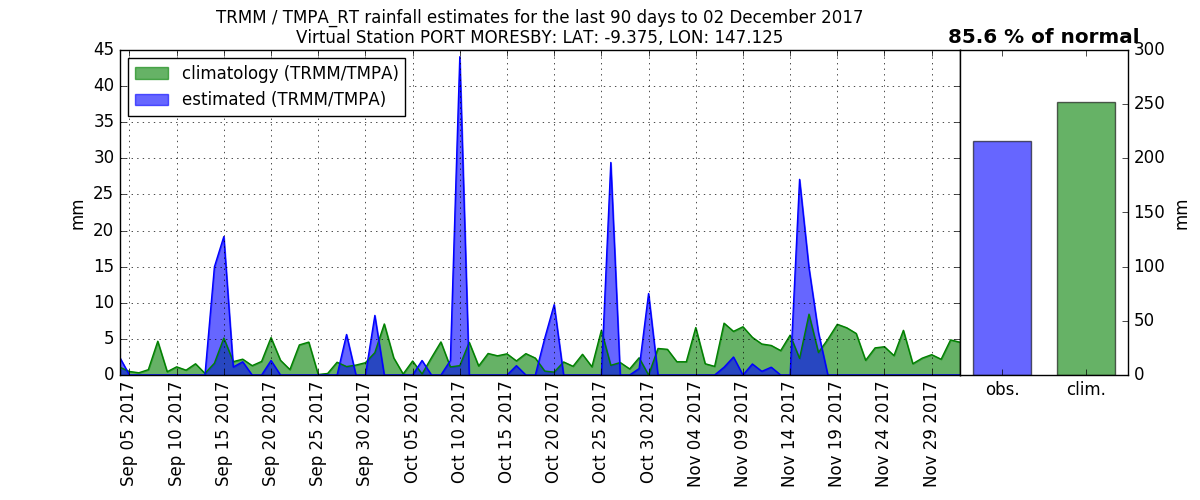 TRMM / TMPA_RT rainfall estimates for the last 90 days to 02 December 2017
Virtual Station PORT MORESBY: LAT: -9.375, LON: 147.125
85.6 % of normal
climatology (TRMM/TMPA)
estimated (TRMM/TMPA)
45
40
35
30
25
20
15
10
5
0
mm
Sep 05 2017
Sep 10 2017
Sep 15 2017
Sep 20 2017
Sep 25 2017
Sep 30 2017
Oct 05 2017
Oct 10 2017
Oct 15 2017
Oct 20 2017
Oct 25 2017
Oct 30 2017
Nov 04 2017
Nov 09 2017
Nov 14 2017
Nov 19 2017
Nov 24 2017
Nov 29 2017
300
250
200
150
100
50
0
mm
obs.
clim.